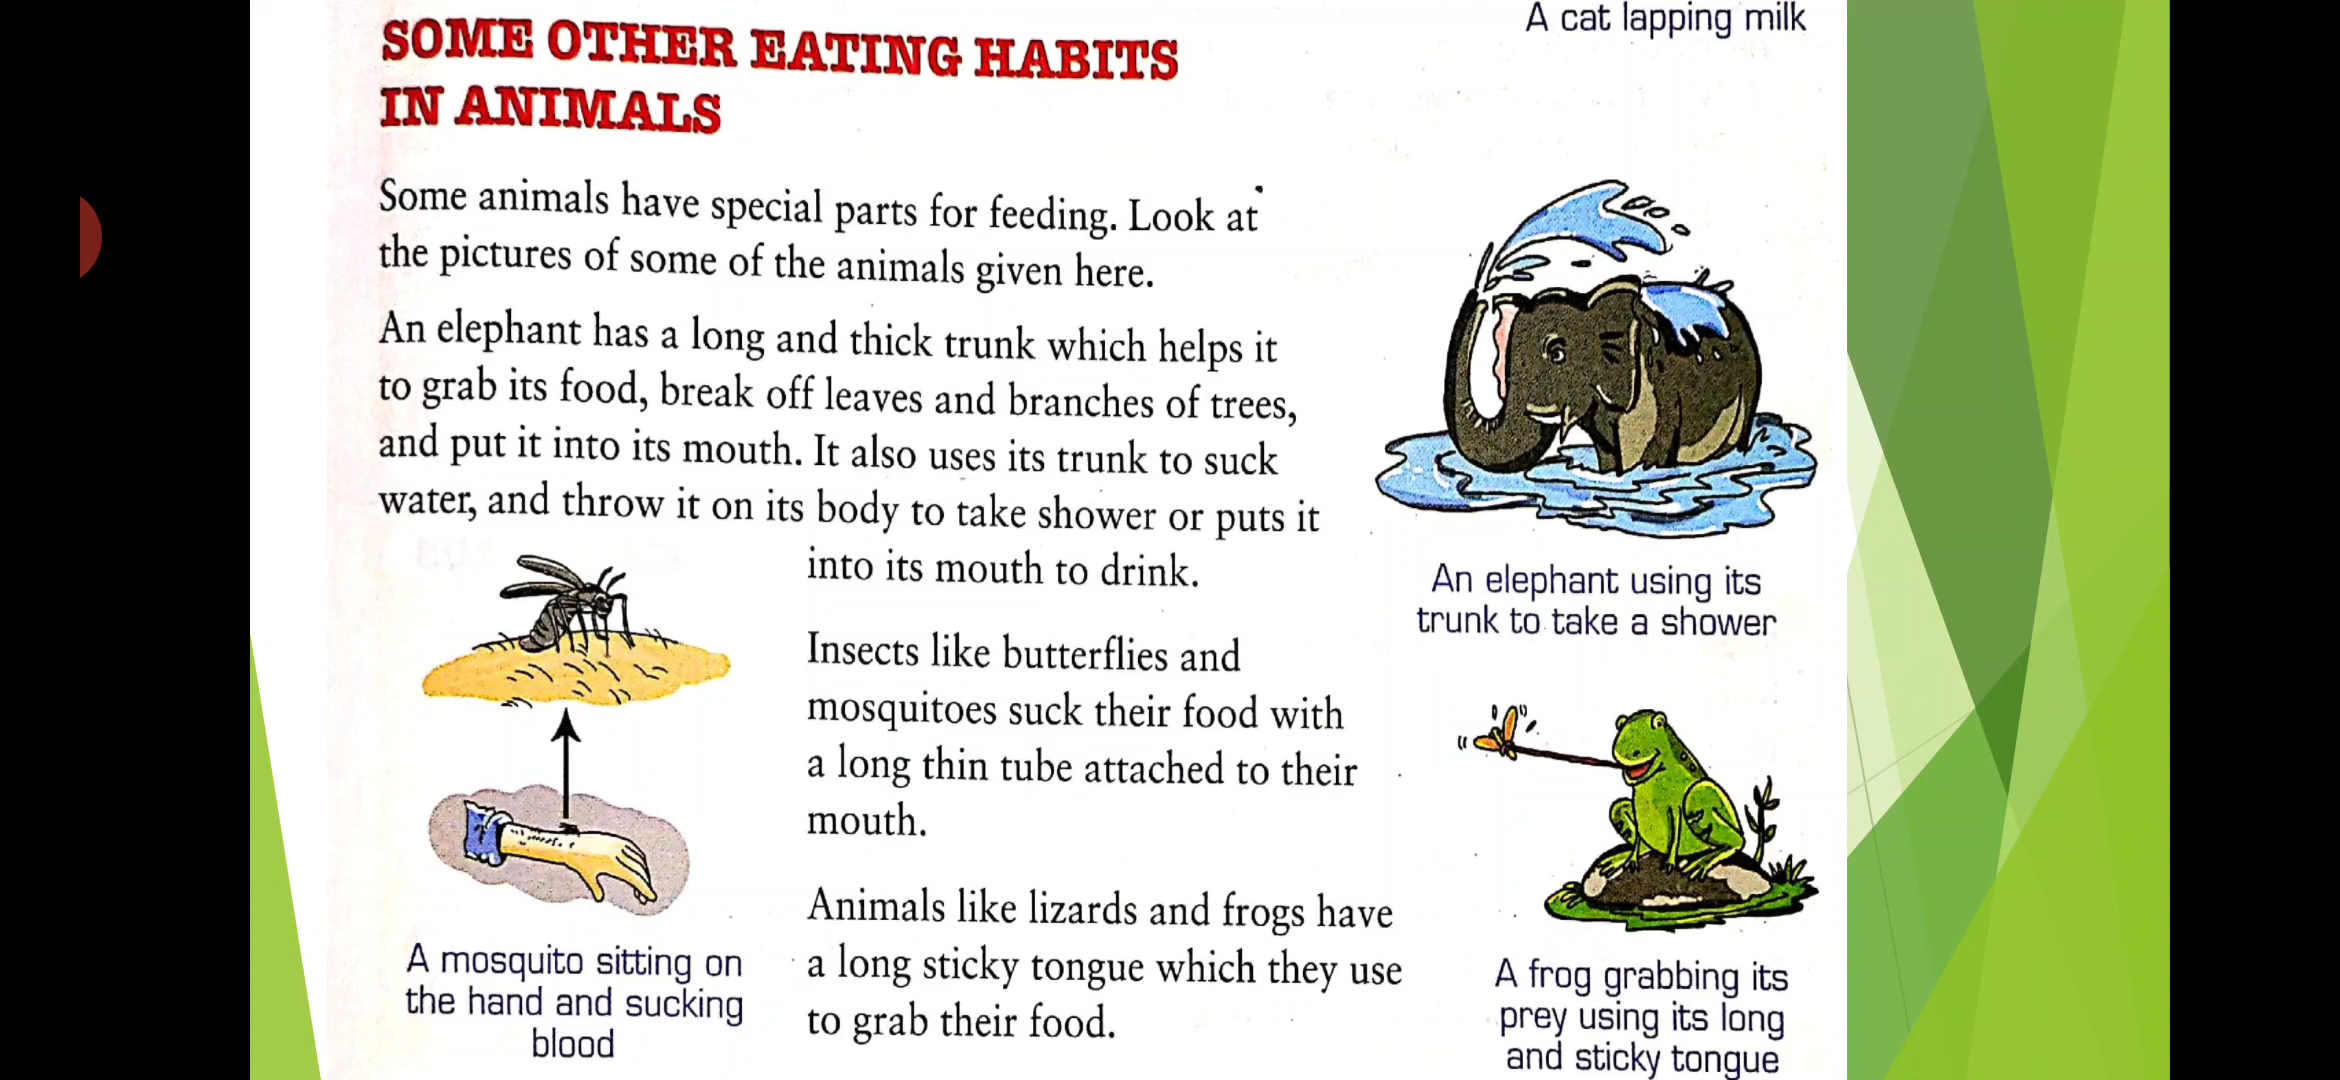 A cat lapping milk
SOME OTHER EATING HABITS
IN ANIMALS
Some animals have special parts for feeding. Look at
the pictures of some of the animals given here.
An elephant has a long and thick trunk which helps it
to grab its food, break off leaves and branches of trees,
and put it into its mouth. It also uses its trunk to suck
water, and throw it on its body to take shower or puts it
into its mouth to drink.
An elephant using its
trunk to take a shower
Insects like butterflies and
mosquitoes suck their food with
a long thin tube attached to their
mouth.
A mosquito sitting on
the hand and sucking
blood
Animals like lizards and frogs have
a long sticky tongue which they use
to grab their food.
A frog grabbing its
prey using its long
and sticky tongue